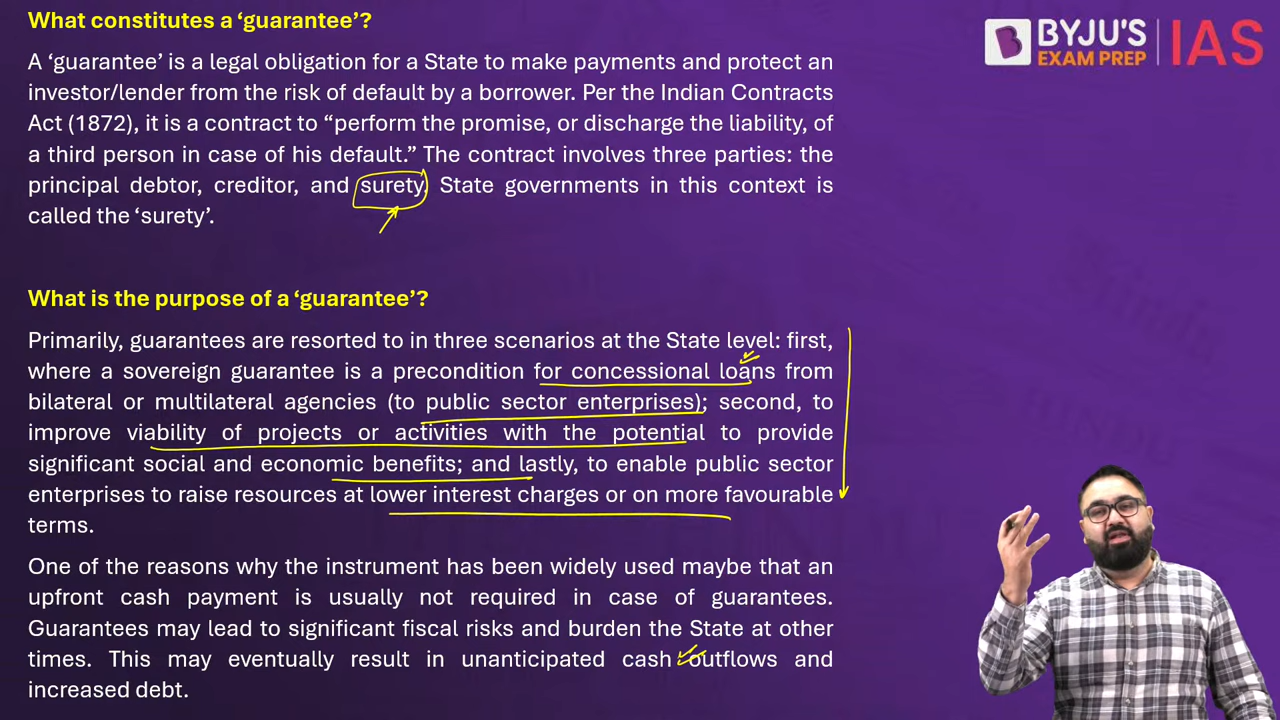 What constitutes a ‘guarantee’?
A ‘guarantee’ is a legal obligation for a State to make payments and protect an
investor/lender from the risk of default by a borrower. Per the Indian Contracts
Act (1872), it is a contract to “perform the promise, or discharge the liability, of
a third person in case of his default.” The contract involves three parties: the
principal debtor, creditor, and surety. State governments in this context is
called the ‘surety’.
What is the purpose of a ‘guarantee’?
Primarily, guarantees are resorted to in three scenarios at the State level: first,
where a sovereign guarantee is a precondition for concessional loans from
bilateral or multilateral agencies (to public sector enterprises); second, to
improve viability of projects or activities with the potential to provide
significant social and economic benefits; and lastly, to enable public sector
enterprises to raise resources at lower interest charges or on more favourable
terms.
One of the reasons why the instrument has been widely used maybe that an
upfront cash payment is usually not required in case of guarantees.
Guarantees may lead to significant fiscal risks and burden the State at other
times. This may eventually result in unanticipated cash outflows and
increased debt.
BYJU'S
EXAM PREP
IAS